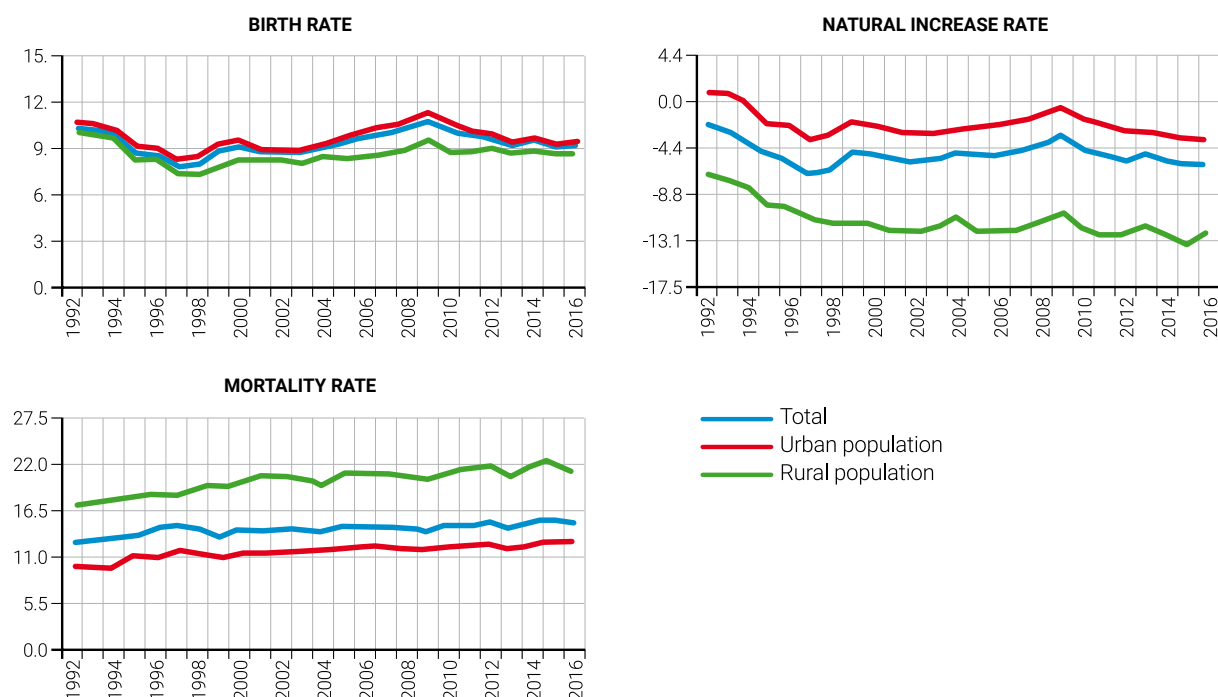 BIRTH RATE
15.
12.
9.
6.
3.
0.
1992 1994 1996 1998 2000 2002 2004 2006 2008 2010 2012 2014 2016
NATURAL INCREASE RATE
4.4
0.0
-4.4
-8.8
-13.1
-17.5
1992 1994 1996 1998 2000 2002 2004 2006 2008 2010 2012 2014 2016
MORTALITY RATE
27.5
22.0
16.5
11.0
5.5
0.0
1992 1994 1996 1998 2000 2002 2004 2006 2008 2010 2012 2014 2016
Total
Urban population
Rural population